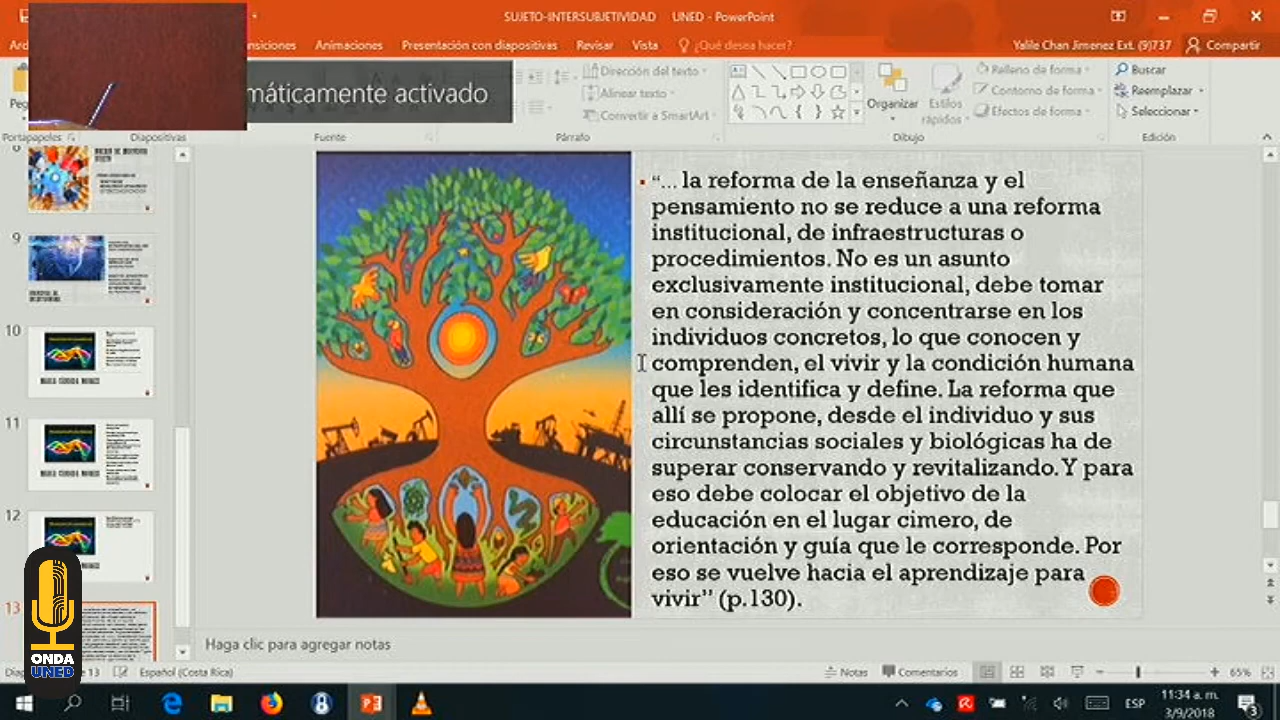 SUJETO-INTERSUBJETIVIDAD UNED - PowerPoint
Animaciones Presentación con diapositivas Revisar Vista ¿Qué desea hacer? Yalile Chan Jimenez Ext. (9)737 Compartir
máticamente activado
Dirección del texto
Alinear texto
Convertir a SmartArt
Organizar
Estilos rápidos
Relleno de forma
Contorno de forma
Efectos de forma
Buscar
Reemplazar
Seleccionar
Portapapeles Diapositivas Fuente Párrafo Dibujo Edición
9
10
11
12
13
“... la reforma de la enseñanza y el
pensamiento no se reduce a una reforma
institucional, de infraestructuras o
procedimientos. No es un asunto
exclusivamente institucional, debe tomar
en consideración y concentrarse en los
individuos concretos, lo que conocen y
comprenden, el vivir y la condición humana
que les identifica y define. La reforma que
allí se propone, desde el individuo y sus
circunstancias sociales y biológicas ha de
superar conservando y revitalizando. Y para
eso debe colocar el objetivo de la
educación en el lugar cimero, de
orientación y guía que le corresponde. Por
eso se vuelve hacia el aprendizaje para
vivir” (p.130).
Haga clic para agregar notas
ONDA
UNED
13 Español (Costa Rica) Notas Comentarios 65%
ESP
11:34 a. m.
3/9/2018
3